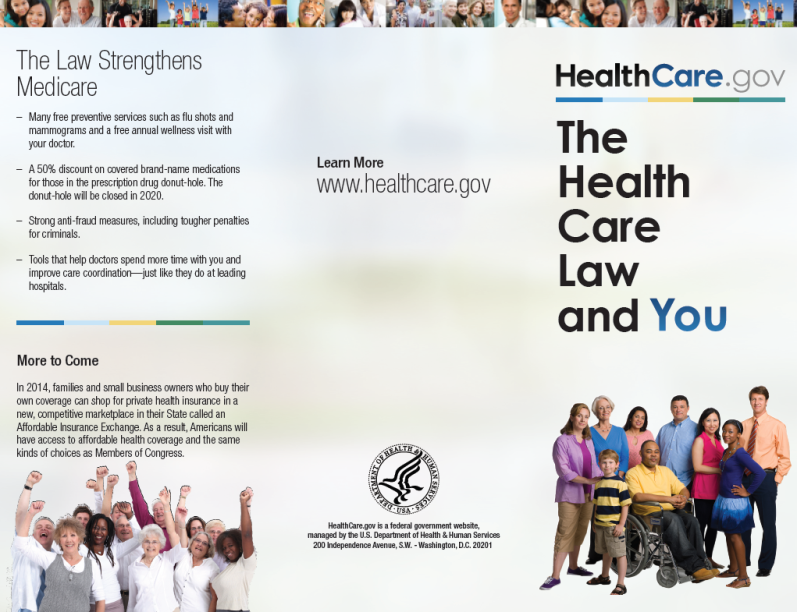 The Law Strengthens
Medicare
– Many free preventive services such as flu shots and
mammograms and a free annual wellness visit with
your doctor.
– A 50% discount on covered brand-name medications
for those in the prescription drug donut-hole. The
donut-hole will be closed in 2020.
– Strong anti-fraud measures, including tougher penalties
for criminals.
– Tools that help doctors spend more time with you and
improve care coordination—just like they do at leading
hospitals.
More to Come
In 2014, families and small business owners who buy their
own coverage can shop for private health insurance in a
new, competitive marketplace in their State called an
Affordable Insurance Exchange. As a result, Americans will
have access to affordable health coverage and the same
kinds of choices as Members of Congress.
Learn More
www.healthcare.gov
DEPARTMENT OF HEALTH & HUMAN SERVICES · USA
HealthCare.gov is a federal government website,
managed by the U.S. Department of Health & Human Services
200 Independence Avenue, S.W. - Washington, D.C. 20201
HealthCare.gov
The
Health
Care
Law
and You